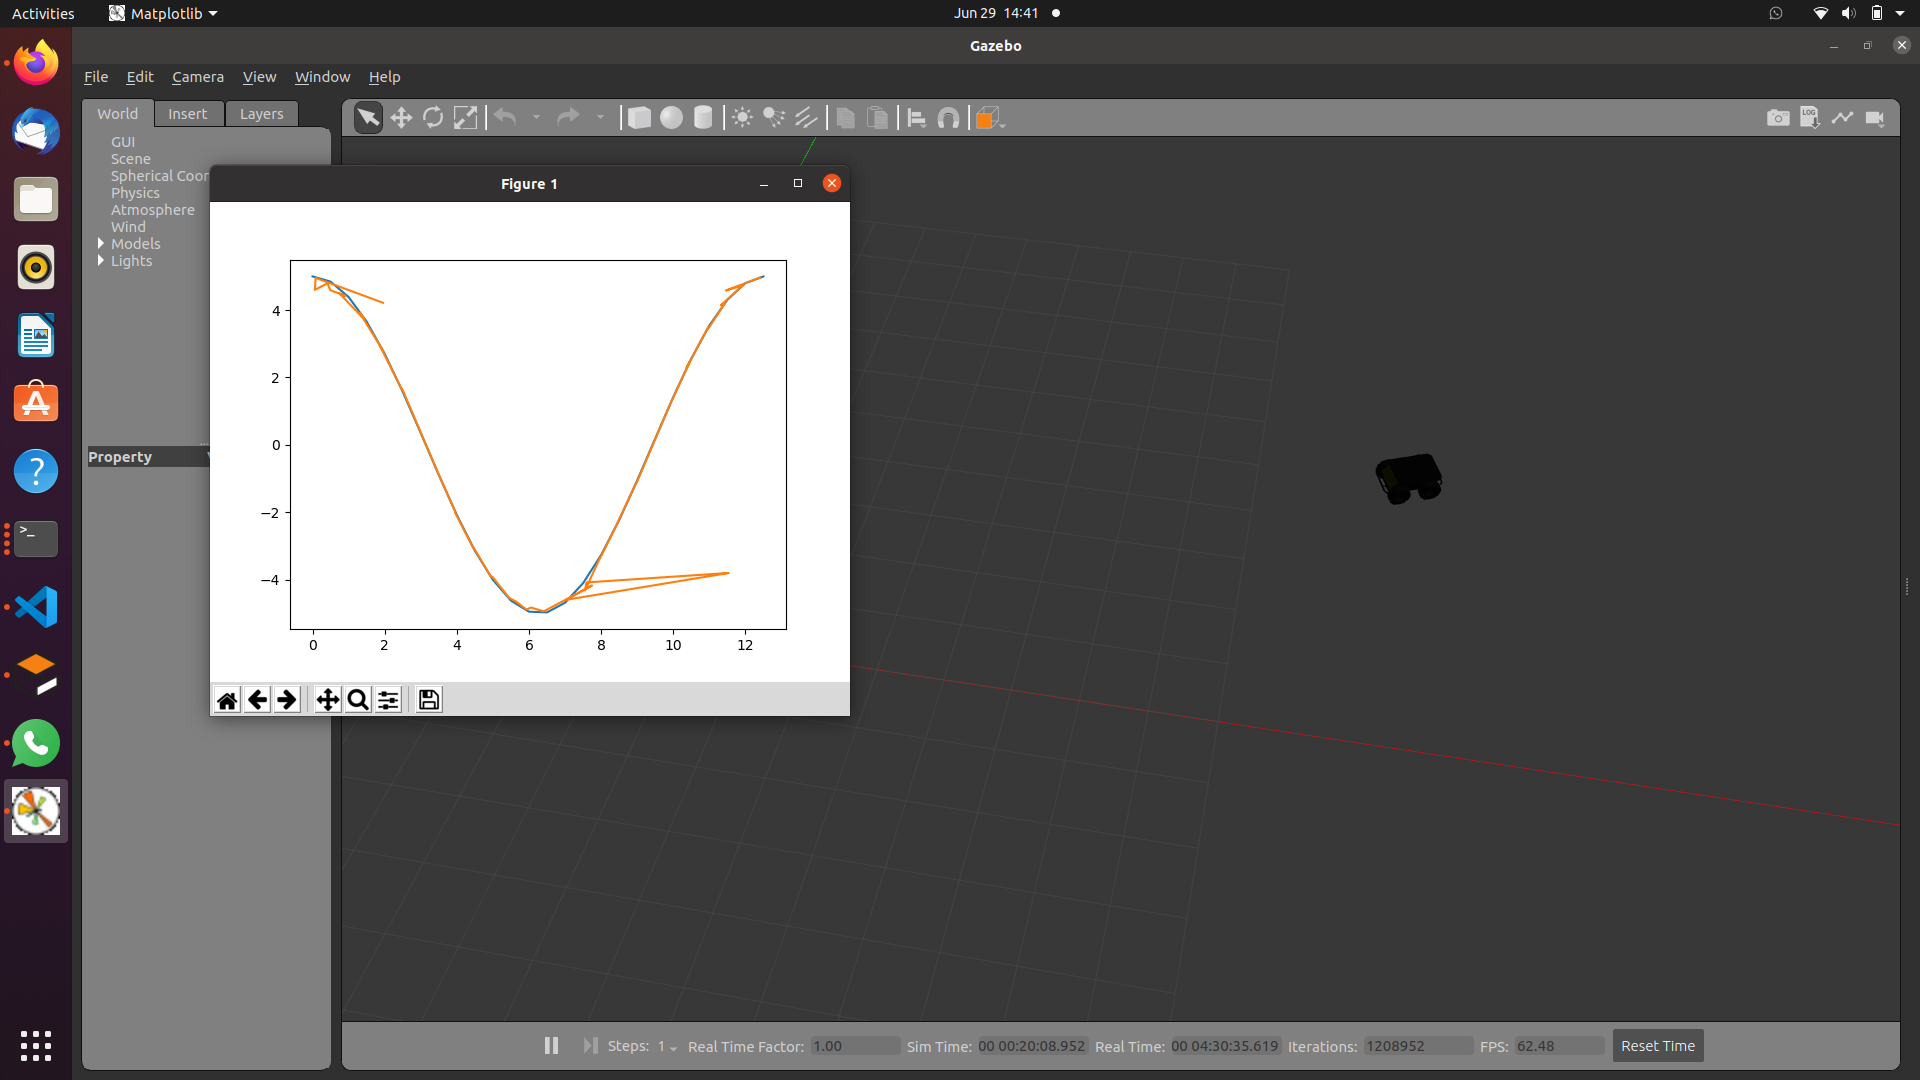 Activities Matplotlib Jun 29 14:41
Gazebo
File Edit Camera View Window Help
World Insert Layers
LOG
GUI
Scene
Spherical Coor
Physics
Atmosphere
Wind
Models
Lights
Property
Figure 1
4
2
0
−2
−4
0 2 4 6 8 10 12
Steps: 1 Real Time Factor: 1.00 Sim Time: 00 00:20:08.952 Real Time: 00 04:30:35.619 Iterations: 1208952 FPS: 62.48 Reset Time